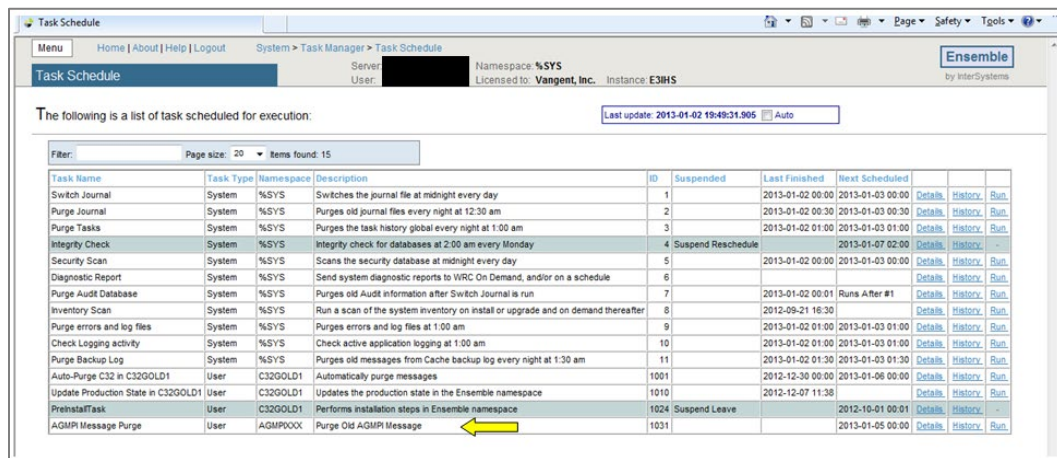 Task Schedule
Page Safety Tools
Menu Home | About | Help | Logout System > Task Manager > Task Schedule
Server: Namespace: %SYS
User: Licensed to: Vangent, Inc. Instance: E3IHS
Task Schedule
Ensemble
by InterSystems
The following is a list of task scheduled for execution:
Last update: 2013-01-02 19:49:31.905 Auto
Filter: Page size: 20 Items found: 15
Task Name Task Type Namespace Description ID Suspended Last Finished Next Scheduled
Switch Journal System %SYS Switches the journal file at midnight every day 1 2013-01-02 00:00 2013-01-03 00:00 Details History Run
Purge Journal System %SYS Purges old journal files every night at 12:30 am 2 2013-01-02 00:30 2013-01-03 00:30 Details History Run
Purge Tasks System %SYS Purges the task history global every night at 1:00 am 3 2013-01-02 01:00 2013-01-03 01:00 Details History Run
Integrity Check System %SYS Integrity check for databases at 2:00 am every Monday 4 Suspend Reschedule 2013-01-07 02:00 Details History -
Security Scan System %SYS Scans the security database at midnight every day 5 2013-01-02 00:00 2013-01-03 00:00 Details History Run
Diagnostic Report System %SYS Send system diagnostic reports to WRC On Demand, and/or on a schedule 6 Details History Run
Purge Audit Database System %SYS Purges old Audit information after Switch Journal is run 7 2013-01-02 00:01 Runs After #1 Details History Run
Inventory Scan System %SYS Run a scan of the system inventory on install or upgrade and on demand thereafter 8 2012-09-21 16:30 Details History Run
Purge errors and log files System %SYS Purges errors and log files at 1:00 am 9 2013-01-02 01:00 2013-01-03 01:00 Details History Run
Check Logging activity System %SYS Check active application logging at 1:00 am 10 2013-01-02 01:00 2013-01-03 01:00 Details History Run
Purge Backup Log System %SYS Purges old messages from Cache backup log every night at 1:30 am 11 2013-01-02 01:30 2013-01-03 01:30 Details History Run
Auto-Purge C32 in C32GOLD1 User C32GOLD1 Automatically purge messages 1001 2012-12-30 00:00 2013-01-06 00:00 Details History Run
Update Production State in C32GOLD1 User C32GOLD1 Updates the production state in the Ensemble namespace 1010 2012-12-07 11:38 Details History Run
PreInstallTask User C32GOLD1 Performs installation steps in Ensemble namespace 1024 Suspend Leave 2012-10-01 00:01 Details History -
AGMPI Message Purge User AGMPIXXX Purge Old AGMPI Message 1031 2013-01-05 00:00 Details History Run